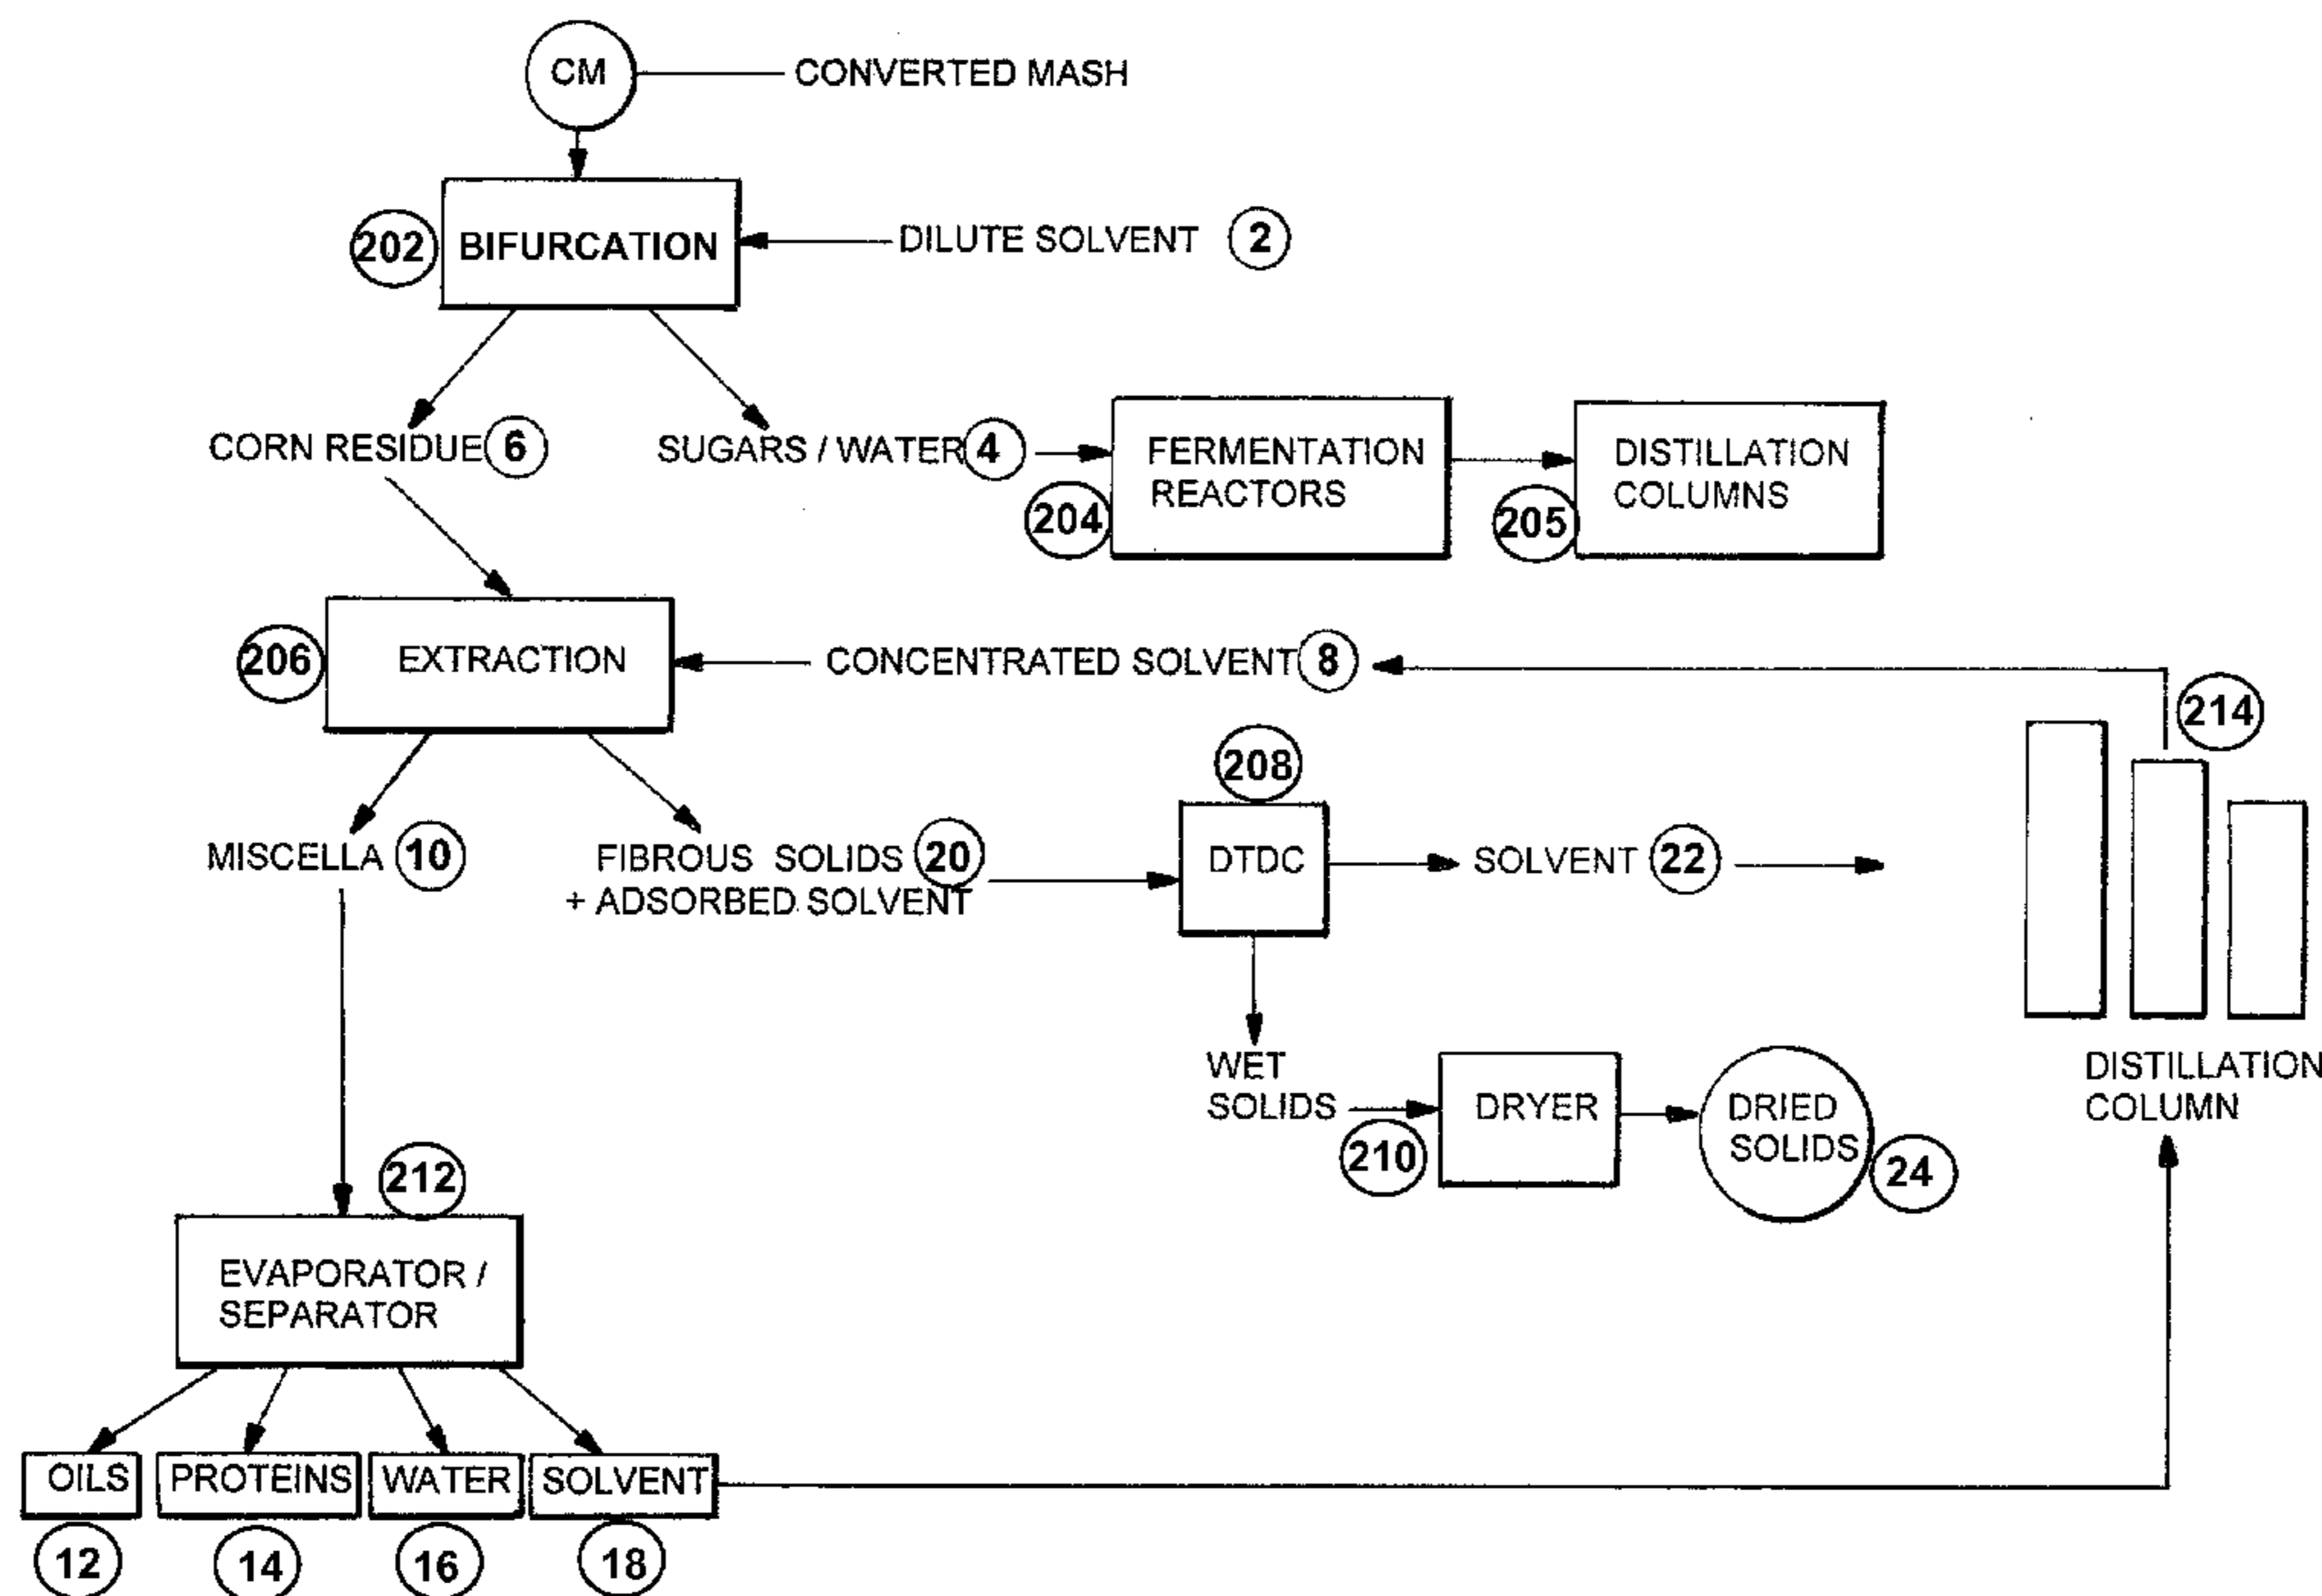 CM
CONVERTED MASH
202
BIFURCATION
DILUTE SOLVENT 2
CORN RESIDUE 6
SUGARS / WATER 4
FERMENTATION
REACTORS
204
DISTILLATION
COLUMNS
205
206
EXTRACTION
CONCENTRATED SOLVENT 8
214
208
MISCELLA 10
FIBROUS SOLIDS 20
+ ADSORBED SOLVENT
DTDC
SOLVENT 22
WET
SOLIDS
210
DRYER
DRIED
SOLIDS
24
DISTILLATION
COLUMN
212
EVAPORATOR /
SEPARATOR
OILS
PROTEINS
WATER
SOLVENT
12
14
16
18